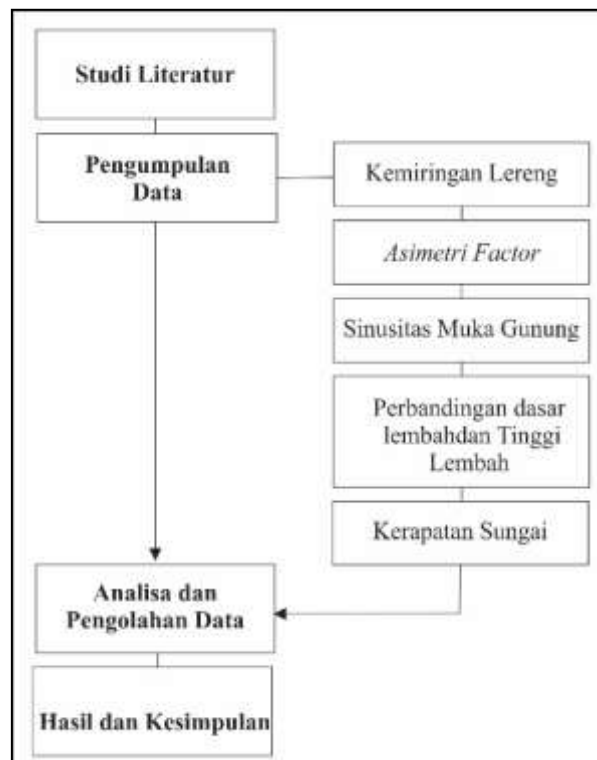 Studi Literatur
Pengumpulan
Data
Kemiringan Lereng
Asimetri Factor
Sinusitas Muka Gunung
Perbandingan dasar
lembahdan Tinggi
Lembah
Kerapatan Sungai
Analisa dan
Pengolahan Data
Hasil dan Kesimpulan